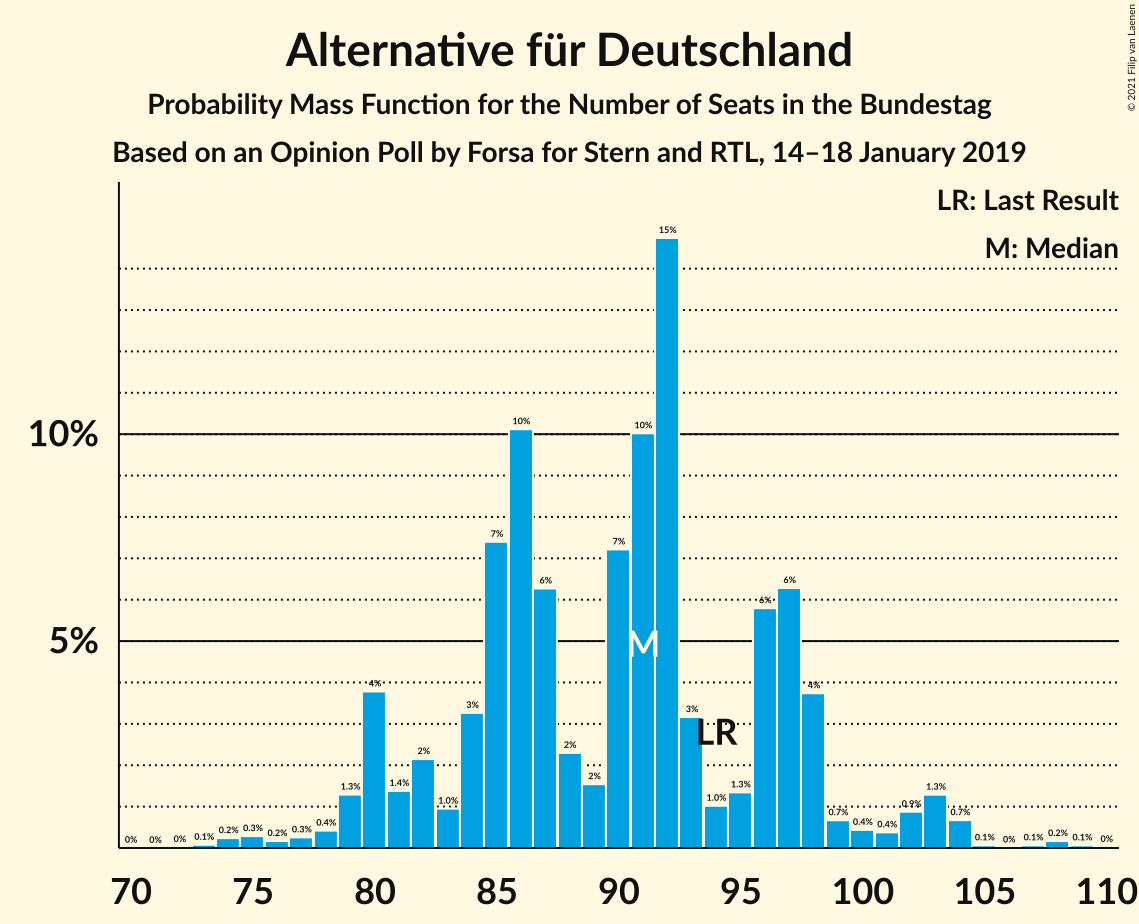 Alternative für Deutschland
Probability Mass Function for the Number of Seats in the Bundestag
Based on an Opinion Poll by Forsa for Stern and RTL, 14–18 January 2019
© 2021 Filip van Laenen
LR: Last Result
M: Median
10%
5%
0% 0% 0% 0.1% 0.2% 0.3% 0.2% 0.3% 0.4% 1.3% 4% 1.4% 2% 1.0% 3% 7% 10% 6% 2% 2% 7% 10% 15% 3% 1.0% 1.3% 6% 6% 4% 0.7% 0.4% 0.4% 0.9% 1.3% 0.7% 0.1% 0% 0.1% 0.2% 0.1% 0%
M
LR
70 75 80 85 90 95 100 105 110